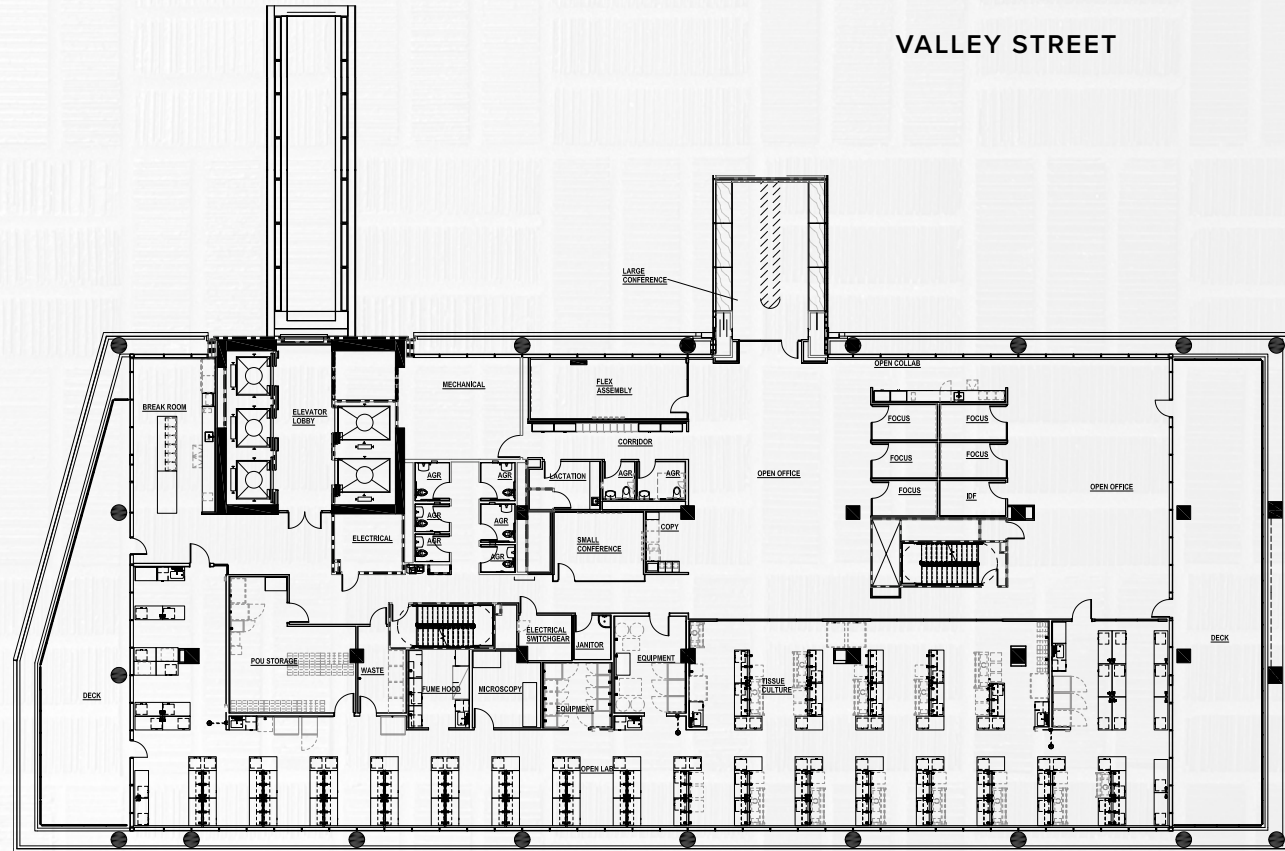 VALLEY STREET
LARGE
CONFERENCE
OPEN COLLAB
MECHANICAL
FLEX
ASSEMBLY
BREAK ROOM
ELEVATOR
LOBBY
FOCUS
FOCUS
CORRIDOR
FOCUS
FOCUS
AGR
AGR
LACTATION
AGR
AGR
OPEN OFFICE
OPEN OFFICE
FOCUS
IDF
AGR
AGR
COPY
ELECTRICAL
AGR
SMALL
CONFERENCE
AGR
ELECTRICAL
SWITCHGEAR
JANITOR
DECK
POU STORAGE
WASTE
EQUIPMENT
FUME HOOD
MICROSCOPY
TISSUE
CULTURE
DECK
EQUIPMENT
OPEN LAB